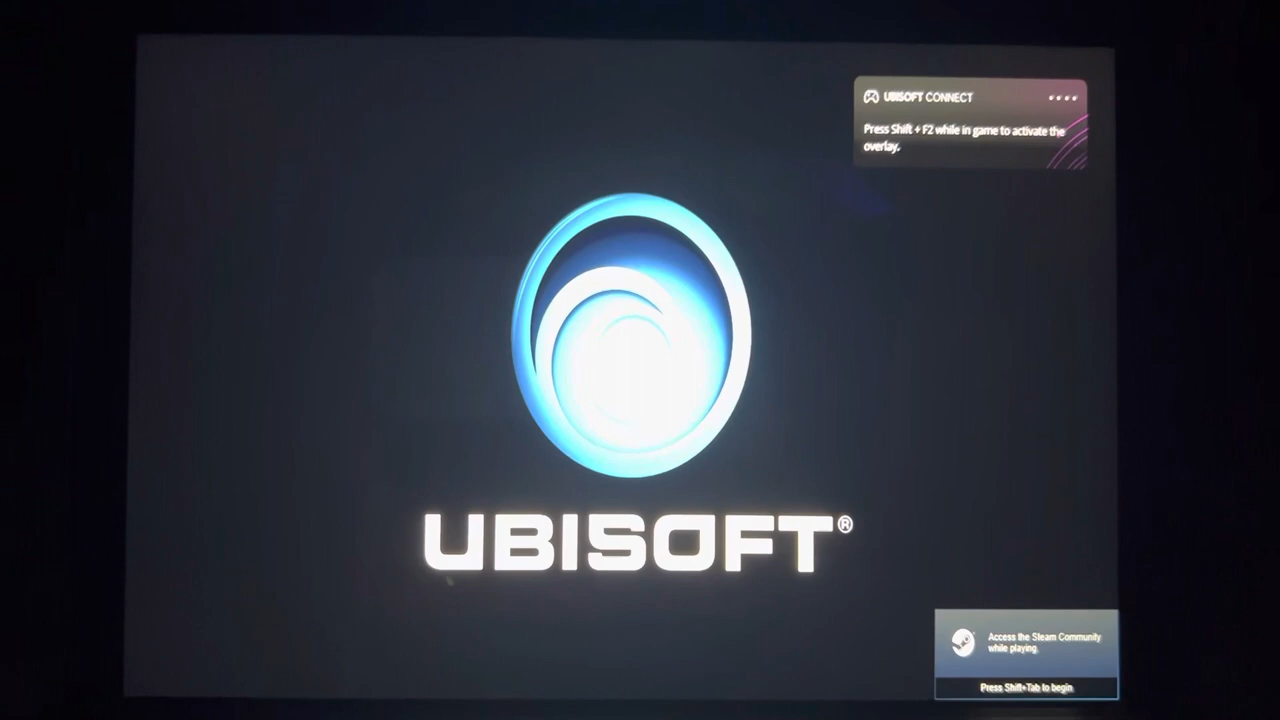 UBISOFT CONNECT
Press Shift + F2 while in game to activate the
overlay.
UBISOFT®
Access the Steam Community
while playing.
Press Shift+Tab to begin